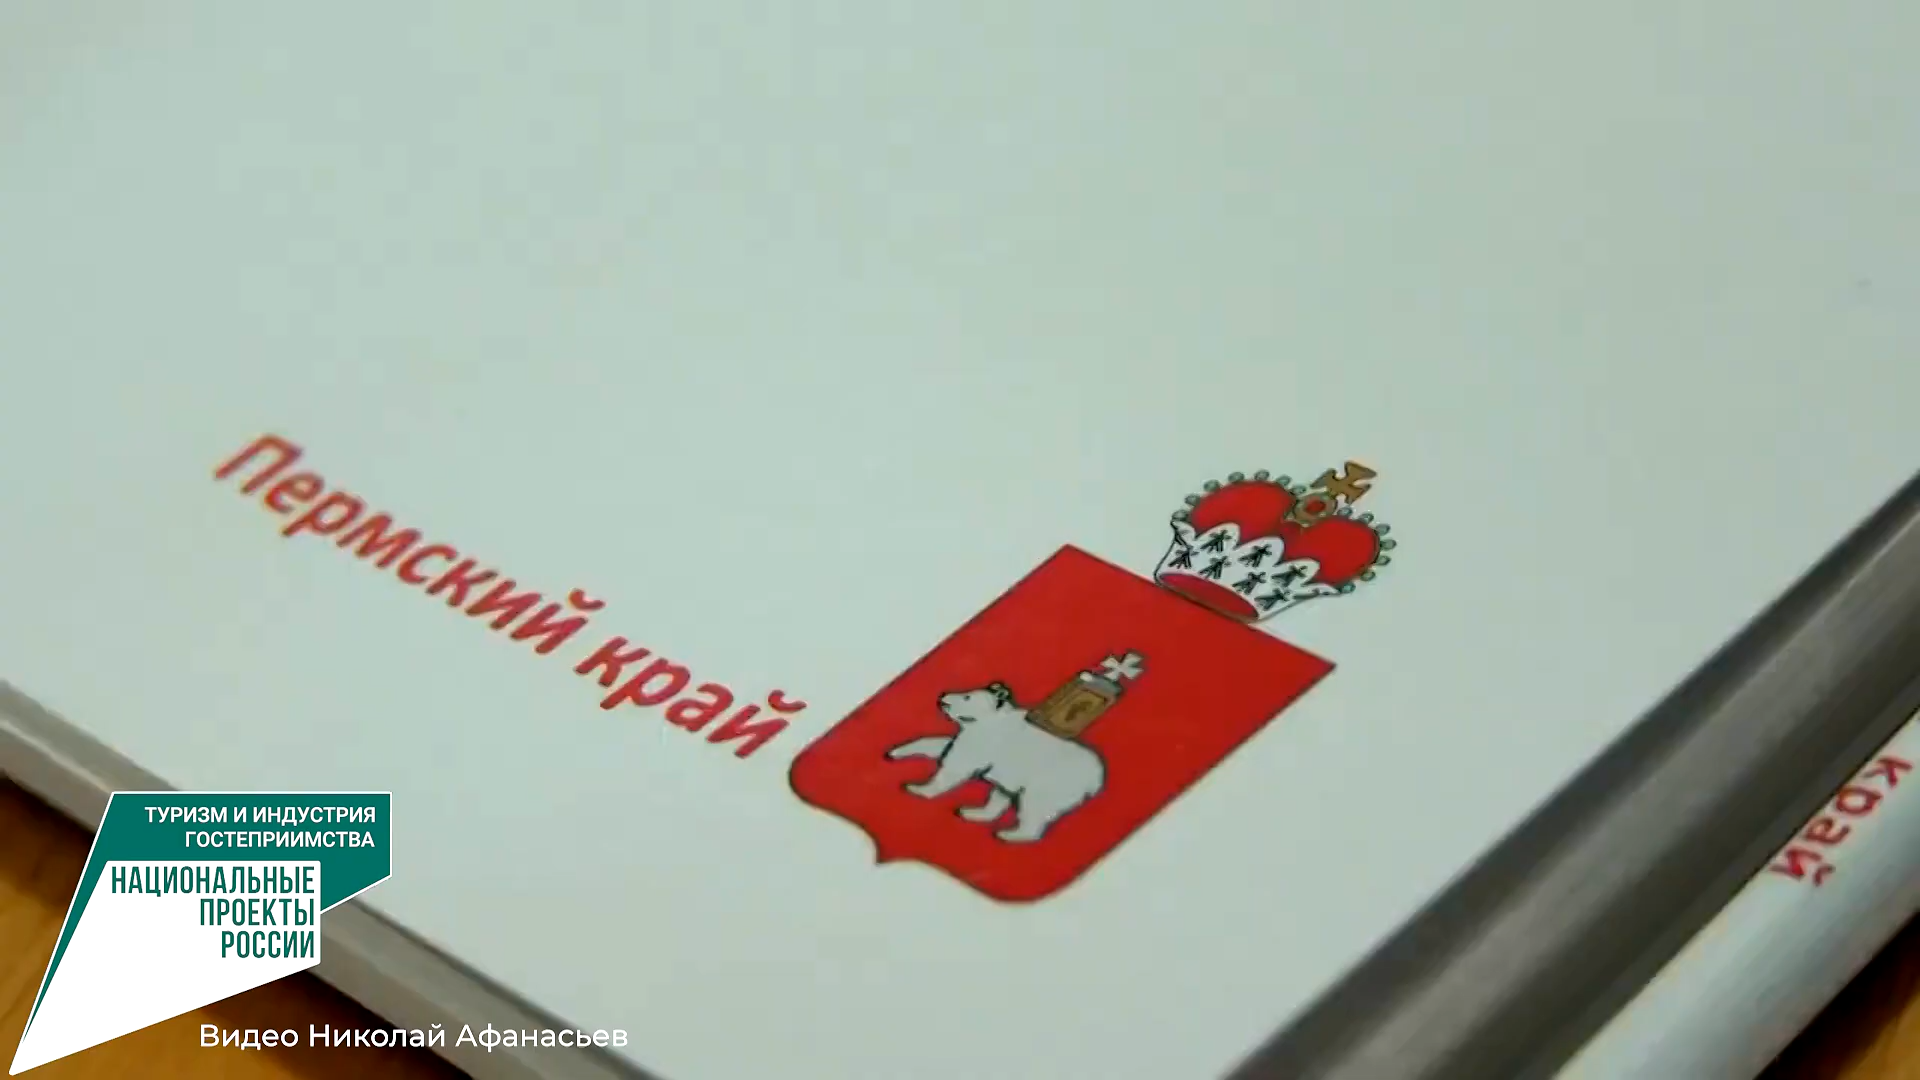 Пермский край
край
ТУРИЗМ И ИНДУСТРИЯ
ГОСТЕПРИИМСТВА
НАЦИОНАЛЬНЫЕ
ПРОЕКТЫ
РОССИИ
Видео Николай Афанасьев